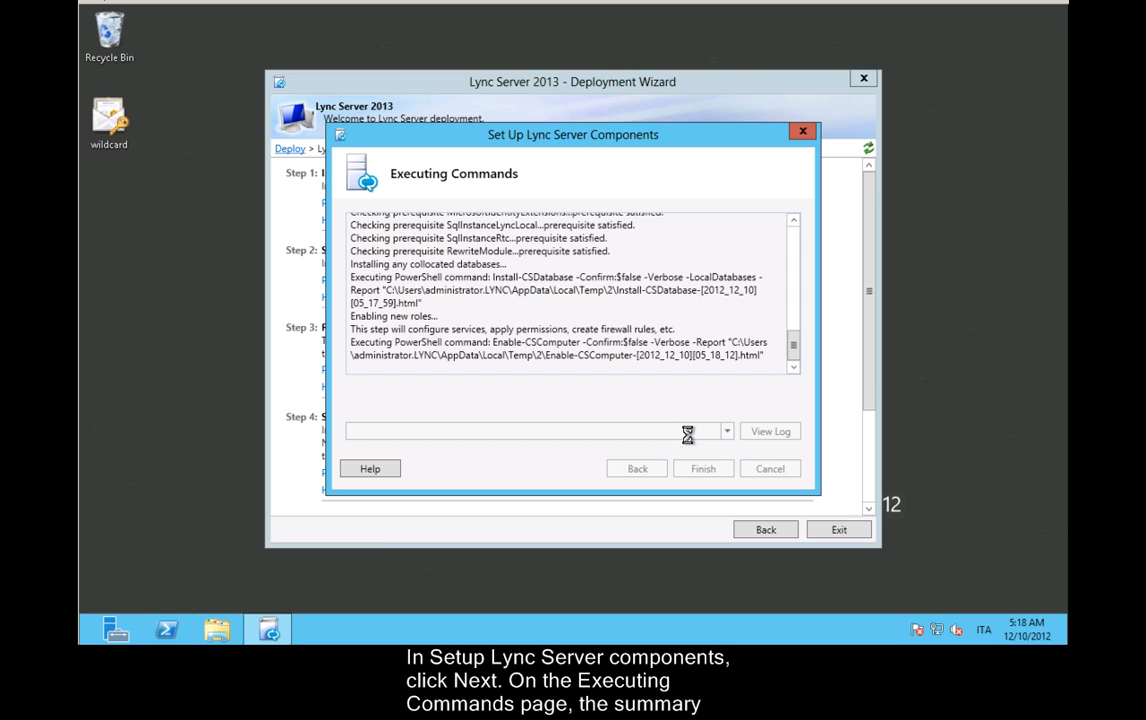 Recycle Bin
wildcard
Lync Server 2013 - Deployment Wizard
x
Lync Server 2013
Welcome to Lync Server deployment.
Deploy > Ly
Set Up Lync Server Components
x
Executing Commands
Step 1:
Step 2:
Step 3:
Step 4:
Checking prerequisite MicrosoftIdentityExtensions...prerequisite satisfied.
Checking prerequisite SqlInstanceLyncLocal...prerequisite satisfied.
Checking prerequisite SqlInstanceRtc...prerequisite satisfied.
Checking prerequisite RewriteModule...prerequisite satisfied.
Installing any collocated databases...
Executing PowerShell command: Install-CSDatabase -Confirm:$false -Verbose -LocalDatabases -
Report "C:\Users\administrator.LYNC\AppData\Local\Temp\2\Install-CSDatabase-[2012_12_10]
[05_17_59].html"
Enabling new roles...
This step will configure services, apply permissions, create firewall rules, etc.
Executing PowerShell command: Enable-CSComputer -Confirm:$false -Verbose -Report "C:\Users
\administrator.LYNC\AppData\Local\Temp\2\Enable-CSComputer-[2012_12_10][05_18_12].html"
View Log
Help
Back
Finish
Cancel
12
Back
Exit
ITA
5:18 AM
12/10/2012
In Setup Lync Server components,
click Next. On the Executing
Commands page, the summary